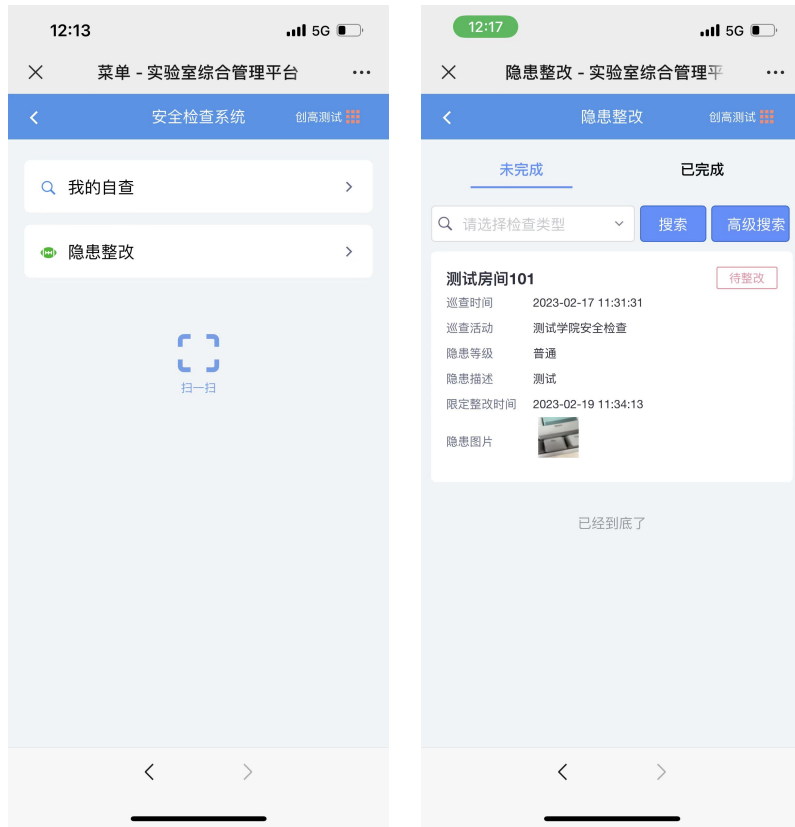 12:13
5G
菜单 - 实验室综合管理平台
安全检查系统
创高测试
我的自查
隐患整改
扫一扫
12:17
5G
隐患整改 - 实验室综合管理平
隐患整改
创高测试
未完成
已完成
请选择检查类型
搜索
高级搜索
测试房间101
待整改
巡查时间 2023-02-17 11:31:31
巡查活动 测试学院安全检查
隐患等级 普通
隐患描述 测试
限定整改时间 2023-02-19 11:34:13
隐患图片
已经到底了